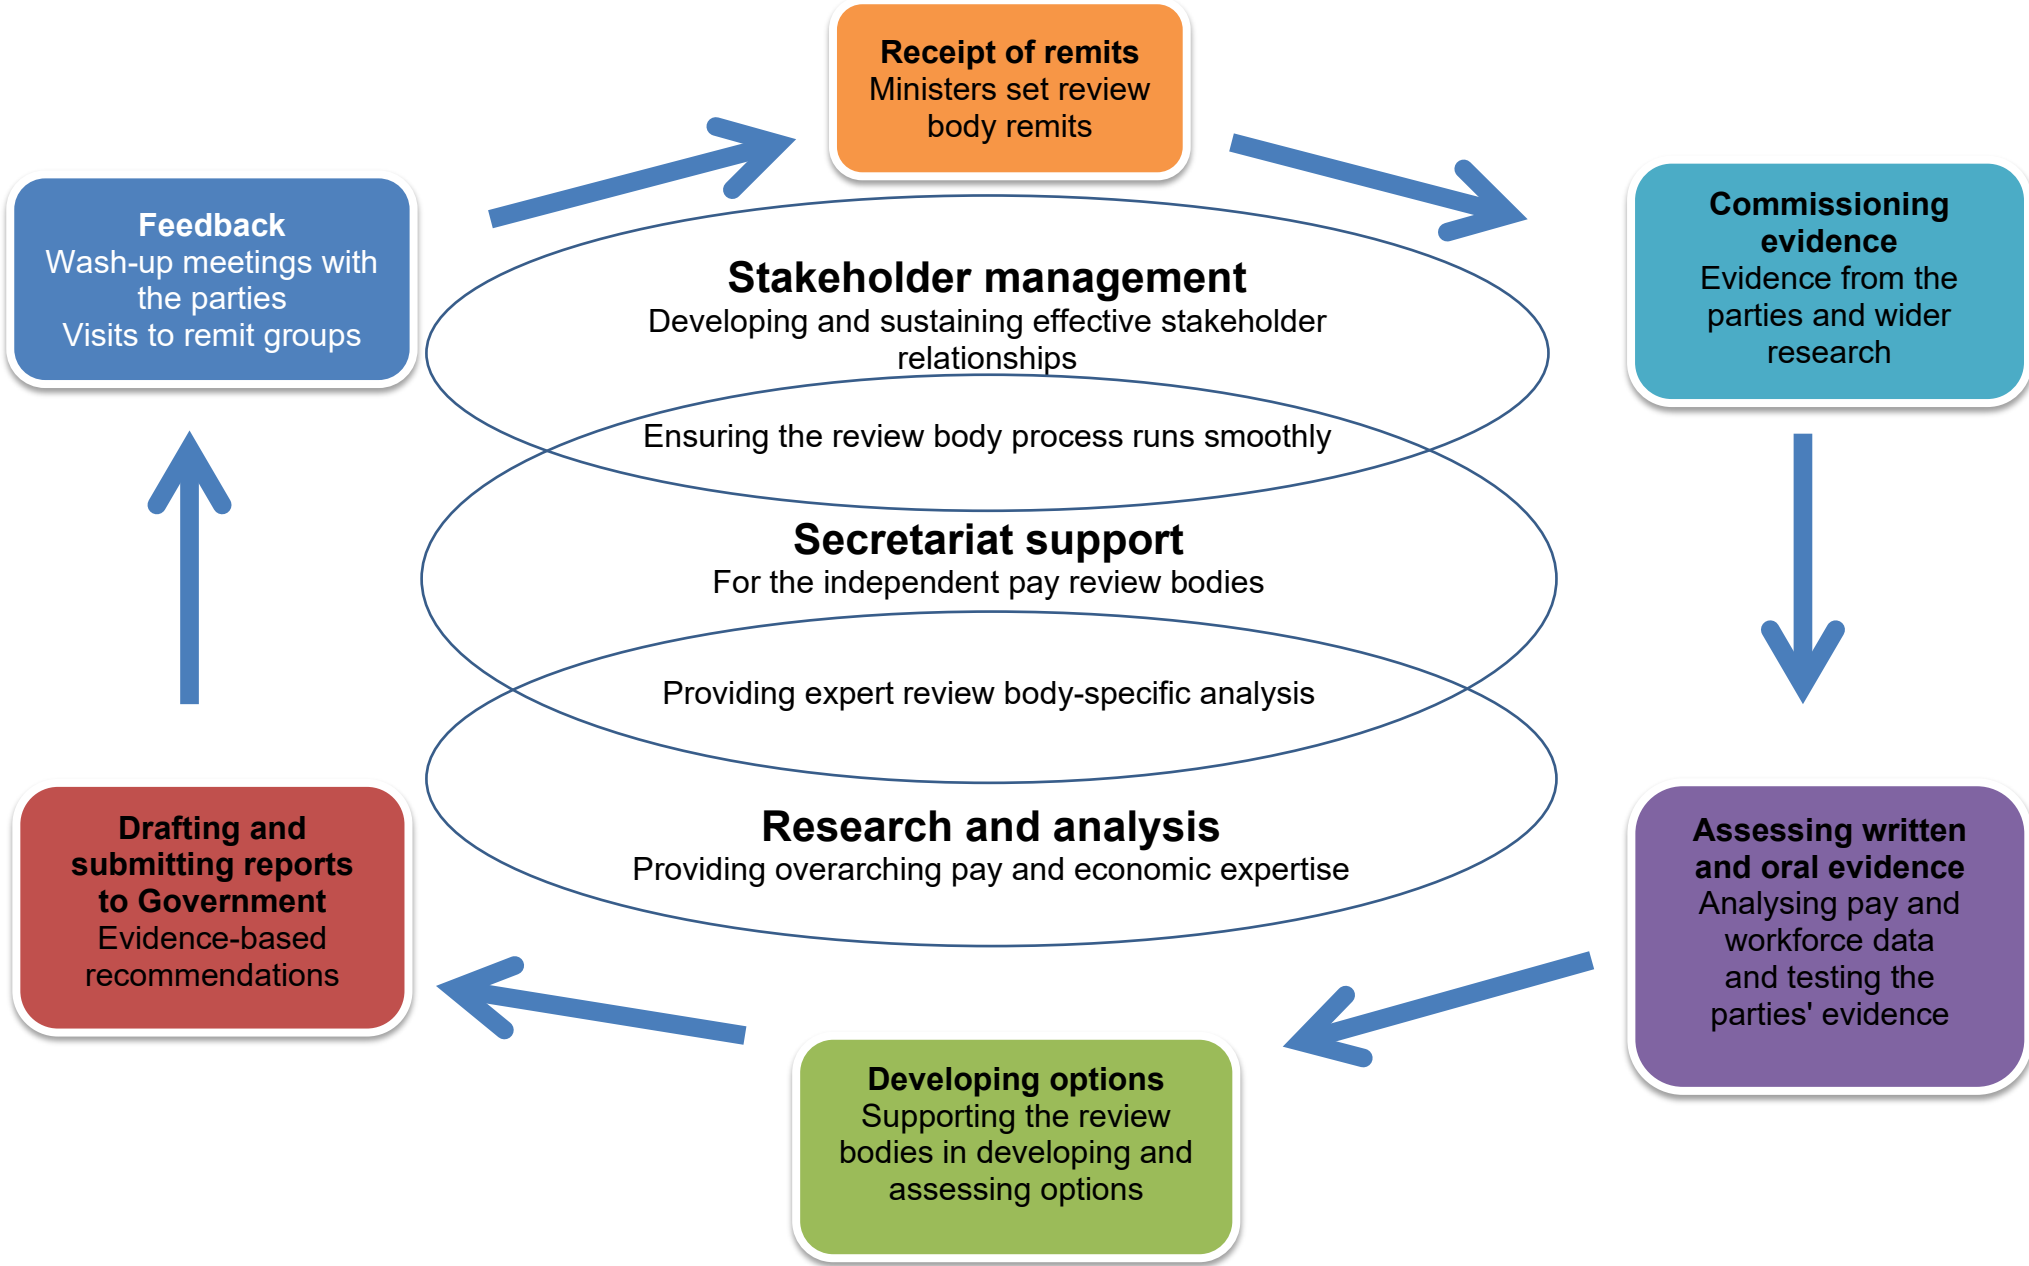 Receipt of remits
Ministers set review
body remits
Commissioning
evidence
Evidence from the
parties and wider
research
Assessing written
and oral evidence
Analysing pay and
workforce data
and testing the
parties' evidence
Developing options
Supporting the review
bodies in developing and
assessing options
Drafting and
submitting reports
to Government
Evidence-based
recommendations
Feedback
Wash-up meetings with
the parties
Visits to remit groups
Stakeholder management
Developing and sustaining effective stakeholder
relationships
Ensuring the review body process runs smoothly
Secretariat support
For the independent pay review bodies
Providing expert review body-specific analysis
Research and analysis
Providing overarching pay and economic expertise